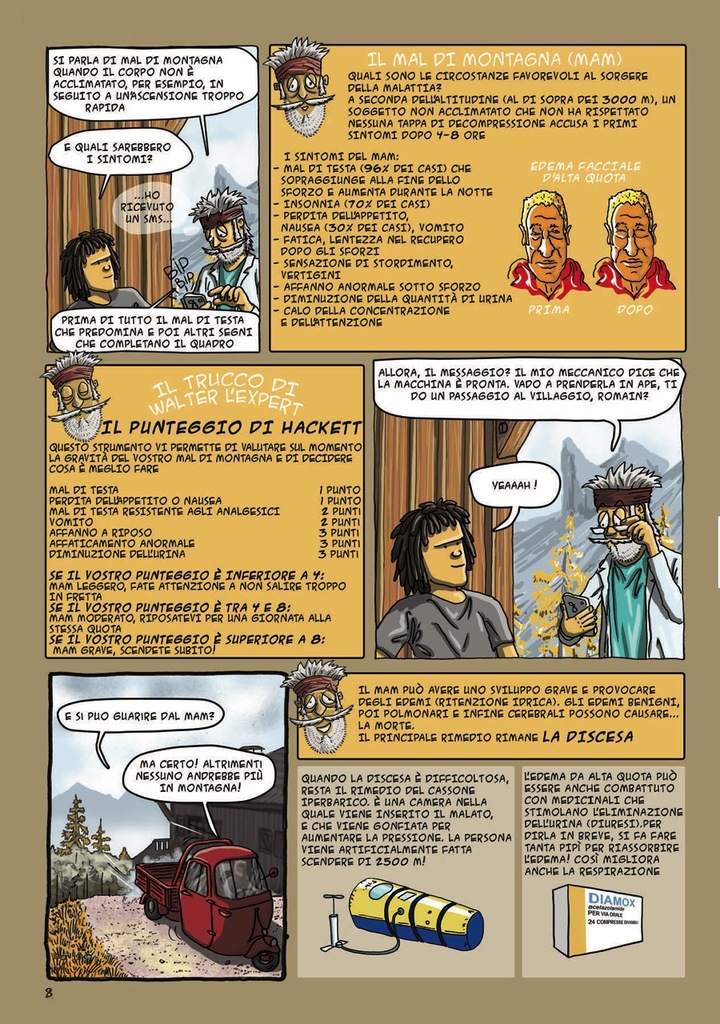 SI PARLA DI MAL DI MONTAGNA
QUANDO IL CORPO NON È
ACCLIMATATO, PER ESEMPIO, IN
SEGUITO A UN'ASCENSIONE TROPPO
RAPIDA
E QUALI SAREBBERO
I SINTOMI?
...HO
RICEVUTO
UN SMS...
BIP
BIP
PRIMA DI TUTTO IL MAL DI TESTA
CHE PREDOMINA E POI ALTRI SEGNI
CHE COMPLETANO IL QUADRO
IL MAL DI MONTAGNA (MAM)
QUALI SONO LE CIRCOSTANZE FAVOREVOLI AL SORGERE
DELLA MALATTIA?
A SECONDA DELL'ALTITUDINE (AL DI SOPRA DEI 3000 M), UN
SOGGETTO NON ACCLIMATATO CHE NON HA RISPETTATO
NESSUNA TAPPA DI DECOMPRESSIONE ACCUSA I PRIMI
SINTOMI DOPO 4-8 ORE
I SINTOMI DEL MAM:
- MAL DI TESTA (96% DEI CASI) CHE
SOPRAGGIUNGE ALLA FINE DELLO
SFORZO E AUMENTA DURANTE LA NOTTE
- INSONNIA (70% DEI CASI)
- PERDITA DELL'APPETITO,
NAUSEA (30% DEI CASI), VOMITO
- FATICA, LENTEZZA NEL RECUPERO
DOPO GLI SFORZI
- SENSAZIONE DI STORDIMENTO,
VERTIGINI
- AFFANNO ANORMALE SOTTO SFORZO
- DIMINUZIONE DELLA QUANTITÀ DI URINA
- CALO DELLA CONCENTRAZIONE
E DELL'ATTENZIONE
EDEMA FACCIALE
D'ALTA QUOTA
PRIMA
DOPO
IL TRUCCO DI
WALTER L'EXPERT
IL PUNTEGGIO DI HACKETT
QUESTO STRUMENTO VI PERMETTE DI VALUTARE SUL MOMENTO
LA GRAVITÀ DEL VOSTRO MAL DI MONTAGNA E DI DECIDERE
COSA È MEGLIO FARE
MAL DI TESTA 1 PUNTO
PERDITA DELL'APPETITO O NAUSEA 1 PUNTO
MAL DI TESTA RESISTENTE AGLI ANALGESICI 2 PUNTI
VOMITO 2 PUNTI
AFFANNO A RIPOSO 3 PUNTI
AFFATICAMENTO ANORMALE 3 PUNTI
DIMINUZIONE DELL'URINA 3 PUNTI
SE IL VOSTRO PUNTEGGIO È INFERIORE A 4:
MAM LEGGERO, FATE ATTENZIONE A NON SALIRE TROPPO
IN FRETTA
SE IL VOSTRO PUNTEGGIO È TRA 4 E 8:
MAM MODERATO, RIPOSATEVI PER UNA GIORNATA ALLA
STESSA QUOTA
SE IL VOSTRO PUNTEGGIO È SUPERIORE A 8:
MAM GRAVE, SCENDETE SUBITO!
ALLORA, IL MESSAGGIO? IL MIO MECCANICO DICE CHE
LA MACCHINA È PRONTA. VADO A PRENDERLA IN APE, TI
DO UN PASSAGGIO AL VILLAGGIO, ROMAIN?
YEAAAH!
E SI PUO GUARIRE DAL MAM?
MA CERTO! ALTRIMENTI
NESSUNO ANDREBBE PIÙ
IN MONTAGNA!
IL MAM PUÒ AVERE UNO SVILUPPO GRAVE E PROVOCARE
DEGLI EDEMI (RITENZIONE IDRICA). GLI EDEMI BENIGNI,
POI POLMONARI E INFINE CEREBRALI POSSONO CAUSARE...
LA MORTE.
IL PRINCIPALE RIMEDIO RIMANE LA DISCESA
QUANDO LA DISCESA È DIFFICOLTOSA,
RESTA IL RIMEDIO DEL CASSONE
IPERBARICO. È UNA CAMERA NELLA
QUALE VIENE INSERITO IL MALATO,
E CHE VIENE GONFIATA PER
AUMENTARE LA PRESSIONE. LA PERSONA
VIENE ARTIFICIALMENTE FATTA
SCENDERE DI 2500 M!
L'EDEMA DA ALTA QUOTA PUÒ
ESSERE ANCHE COMBATTUTO
CON MEDICINALI CHE
STIMOLANO L'ELIMINAZIONE
DELL'URINA (DIURESI).PER
DIRLA IN BREVE, SI FA FARE
TANTA PIPÌ PER RIASSORBIRE
L'EDEMA! COSÌ MIGLIORA
ANCHE LA RESPIRAZIONE
DIAMOX
acetazolamide
PER VIA ORALE
24 COMPRESSE DIVISIBILI
8